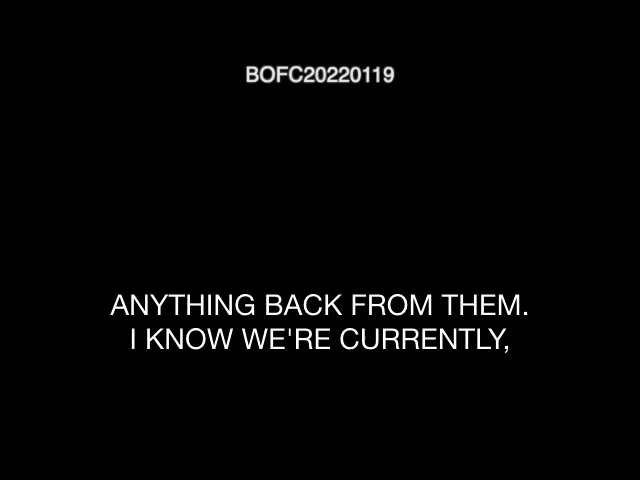 BOFC20220119
ANYTHING BACK FROM THEM.
I KNOW WE'RE CURRENTLY,